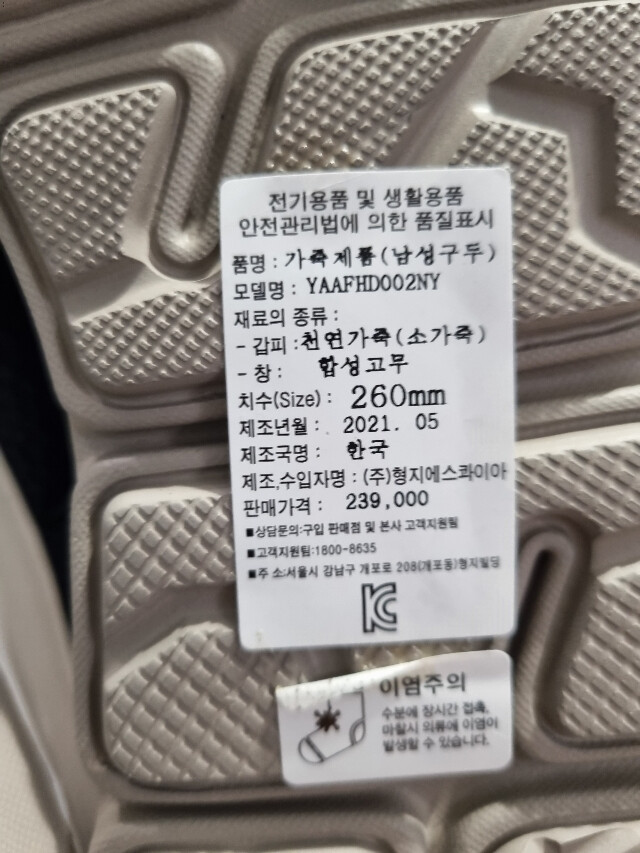 전기용품 및 생활용품
안전관리법에 의한 품질표시
품명 : 가죽제품(남성구두)
모델명 : YAAFHD002NY
재료의 종류 :
- 갑피 : 천연가죽(소가죽)
- 창 : 합성고무
치수(Size) : 260mm
제조년월 : 2021. 05
제조국명 : 한국
제조,수입자명 : (주)형지에스콰이아
판매가격 : 239,000
■상담문의:구입 판매점 및 본사 고객지원팀
■고객지원팀:1800-8635
■주 소:서울시 강남구 개포로 208(개포동)형지빌딩
KC
이염주의
수분에 장시간 접촉,
마찰시 의류에 이염이
발생할 수 있습니다.